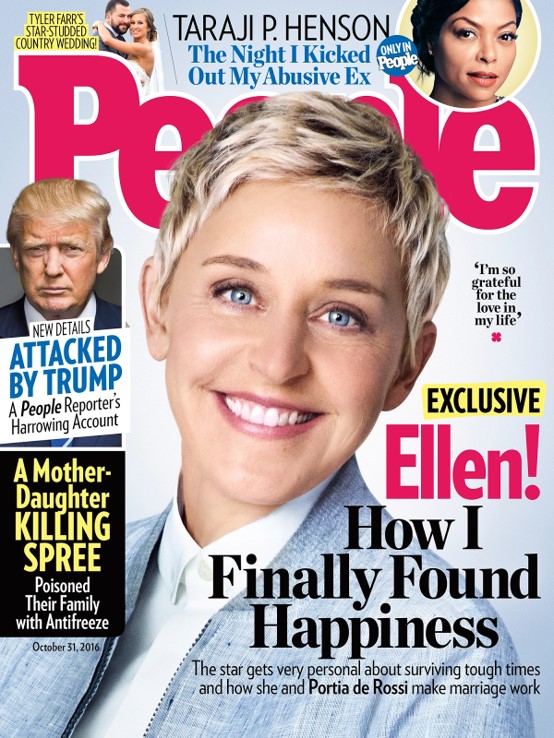 TYLER FARR'S
STAR-STUDDED
COUNTRY WEDDING!
TARAJI P. HENSON
The Night I Kicked
Out My Abusive Ex
ONLY IN
People
People
NEW DETAILS
ATTACKED
BY TRUMP
A People Reporter's
Harrowing Account
A Mother-
Daughter
KILLING
SPREE
Poisoned
Their Family
with Antifreeze
October 31, 2016
‘I'm so
grateful
for the
love in
my life’
EXCLUSIVE
Ellen!
How I
Finally Found
Happiness
The star gets very personal about surviving tough times
and how she and Portia de Rossi make marriage work